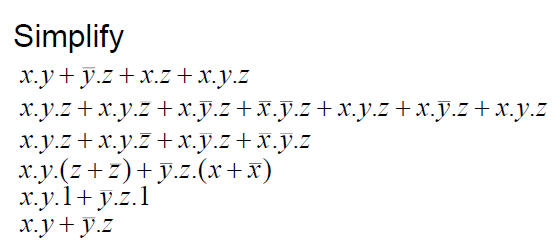 Simplify
x.y + y̅.z + x.z + x.y.z
x.y.z + x.y.z̅ + x.y̅.z + x̅.y̅.z + x.y.z + x.y̅.z + x.y.z
x.y.z + x.y.z̅ + x.y̅.z + x̅.y̅.z
x.y.(z + z̅) + y̅.z.(x + x̅)
x.y.1 + y̅.z.1
x.y + y̅.z